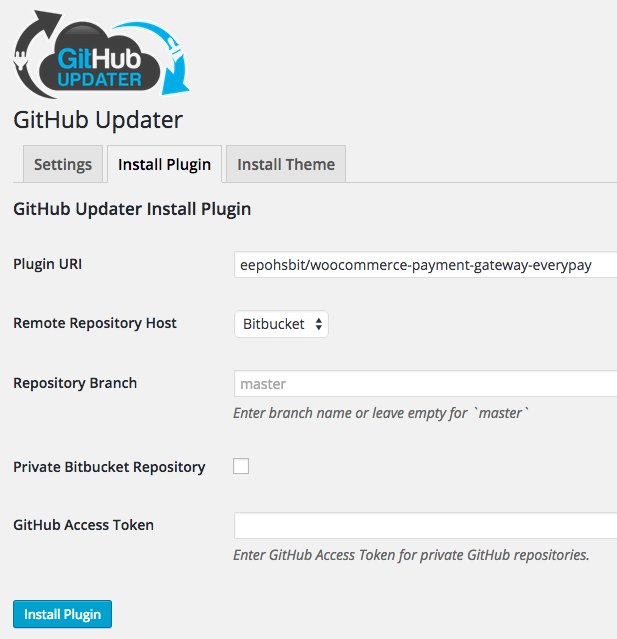 GitHub
UPDATER
GitHub Updater
Settings Install Plugin Install Theme
GitHub Updater Install Plugin
Plugin URI eepohsbit/woocommerce-payment-gateway-everypay
Remote Repository Host Bitbucket
Repository Branch master
Enter branch name or leave empty for `master`
Private Bitbucket Repository
GitHub Access Token
Enter GitHub Access Token for private GitHub repositories.
Install Plugin